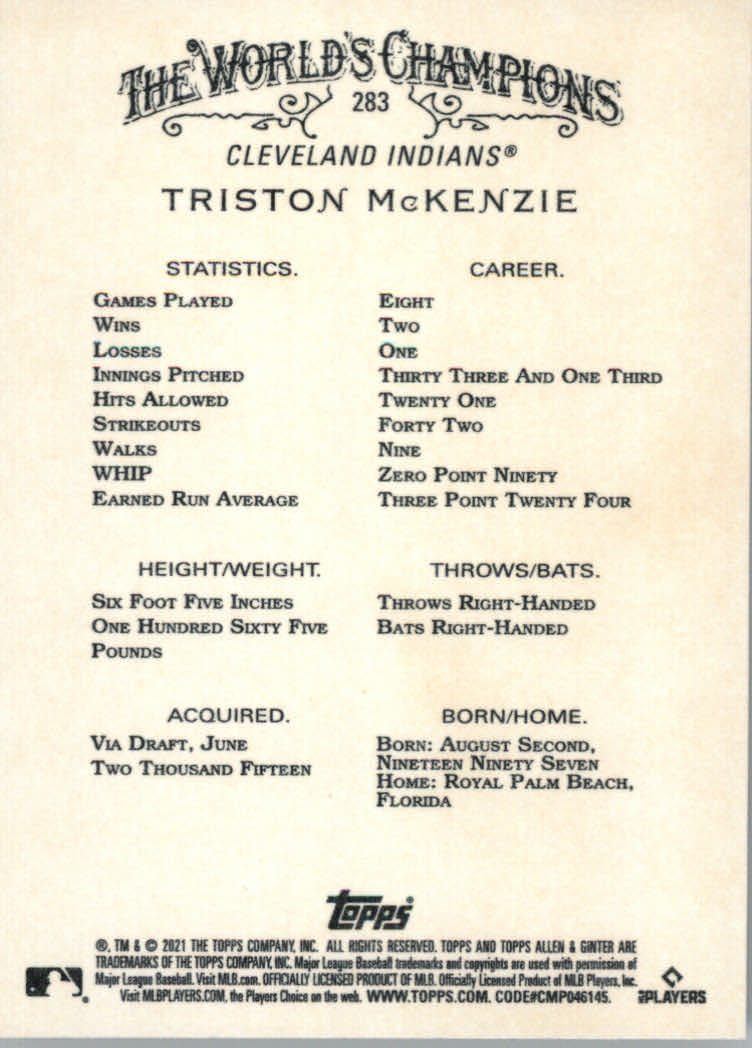 THE WORLD'S CHAMPIONS
283
CLEVELAND INDIANS®
TRISTON McKENZIE
STATISTICS. CAREER.
GAMES PLAYED EIGHT
WINS TWO
LOSSES ONE
INNINGS PITCHED THIRTY THREE AND ONE THIRD
HITS ALLOWED TWENTY ONE
STRIKEOUTS FORTY TWO
WALKS NINE
WHIP ZERO POINT NINETY
EARNED RUN AVERAGE THREE POINT TWENTY FOUR
HEIGHT/WEIGHT.
SIX FOOT FIVE INCHES
ONE HUNDRED SIXTY FIVE
POUNDS
THROWS/BATS.
THROWS RIGHT-HANDED
BATS RIGHT-HANDED
ACQUIRED.
VIA DRAFT, JUNE
TWO THOUSAND FIFTEEN
BORN/HOME.
BORN: AUGUST SECOND,
NINETEEN NINETY SEVEN
HOME: ROYAL PALM BEACH,
FLORIDA
Topps
®, TM & © 2021 THE TOPPS COMPANY, INC. ALL RIGHTS RESERVED. TOPPS AND TOPPS ALLEN & GINTER ARE
TRADEMARKS OF THE TOPPS COMPANY, INC. Major League Baseball trademarks and copyrights are used with permission of
Major League Baseball. Visit MLB.com. OFFICIALLY LICENSED PRODUCT OF MLB. Officially Licensed Product of MLB Players, Inc.
Visit MLBPLAYERS.COM, the Players Choice on the web. WWW.TOPPS.COM. CODE#CMP046145.
PLAYERS